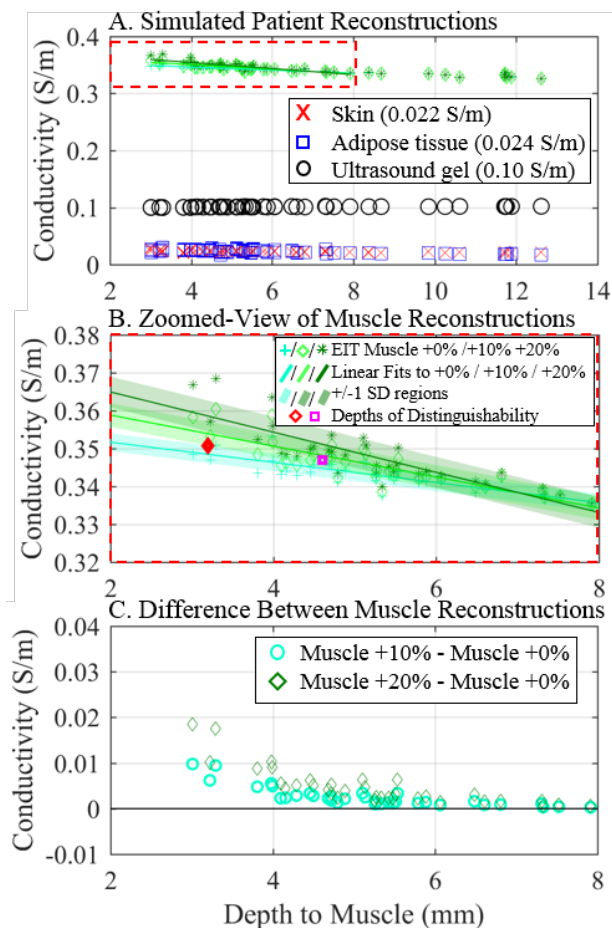 A. Simulated Patient Reconstructions
0.4
0.3
0.2
0.1
0
Conductivity (S/m)
Skin (0.022 S/m)
Adipose tissue (0.024 S/m)
Ultrasound gel (0.10 S/m)
2 4 6 8 10 12 14
B. Zoomed-View of Muscle Reconstructions
0.38
0.37
0.36
0.35
0.34
0.33
0.32
Conductivity (S/m)
+/◇/* EIT Muscle +0% /+10% +20%
/ / Linear Fits to +0% / +10% / +20%
/ / +/-1 SD regions
Depths of Distinguishability
2 4 6 8
C. Difference Between Muscle Reconstructions
0.04
0.03
0.02
0.01
0
-0.01
Conductivity (S/m)
Muscle +10% - Muscle +0%
Muscle +20% - Muscle +0%
2 4 6 8
Depth to Muscle (mm)